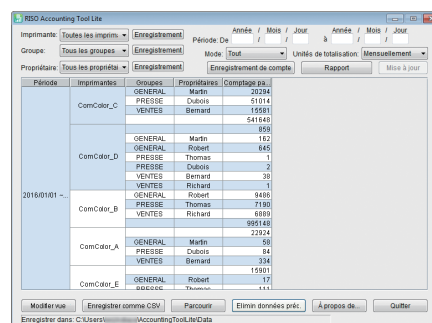 RISO Accounting Tool Lite
Imprimante: Toutes les imprim Enregistrement
Année / Mois / Jour Année / Mois / Jour
Période: De / / à / /
Groupe: Tous les groupes Enregistrement
Mode: Tout Unités de totalisation: Mensuellement
Propriétaire: Tous les propriétai Enregistrement
Enregistrement de compte Rapport Mise à jour
Période Imprimantes Groupes Propriétaires Comptage pa...
GENERAL Martin 20294
ComColor_C PRESSE Dubois 51014
VENTES Bernard 15581
541648
859
GENERAL Martin 162
GENERAL Robert 645
ComColor_D PRESSE Thomas 1
PRESSE Dubois 2
VENTES Bernard 38
VENTES Richard 1
2016/01/01 ~... GENERAL Robert 9486
ComColor_B PRESSE Thomas 7190
VENTES Richard 6889
995148
22924
ComColor_A GENERAL Martin 58
PRESSE Dubois 84
VENTES Bernard 334
15901
ComColor_E GENERAL Robert 17
PRESSE Thomas 111
Modifier vue Enregistrer comme CSV Parcourir Elimin données préc. À propos de... Quitter
Enregistrer dans: C:\Users\ \AccountingToolLite\Data